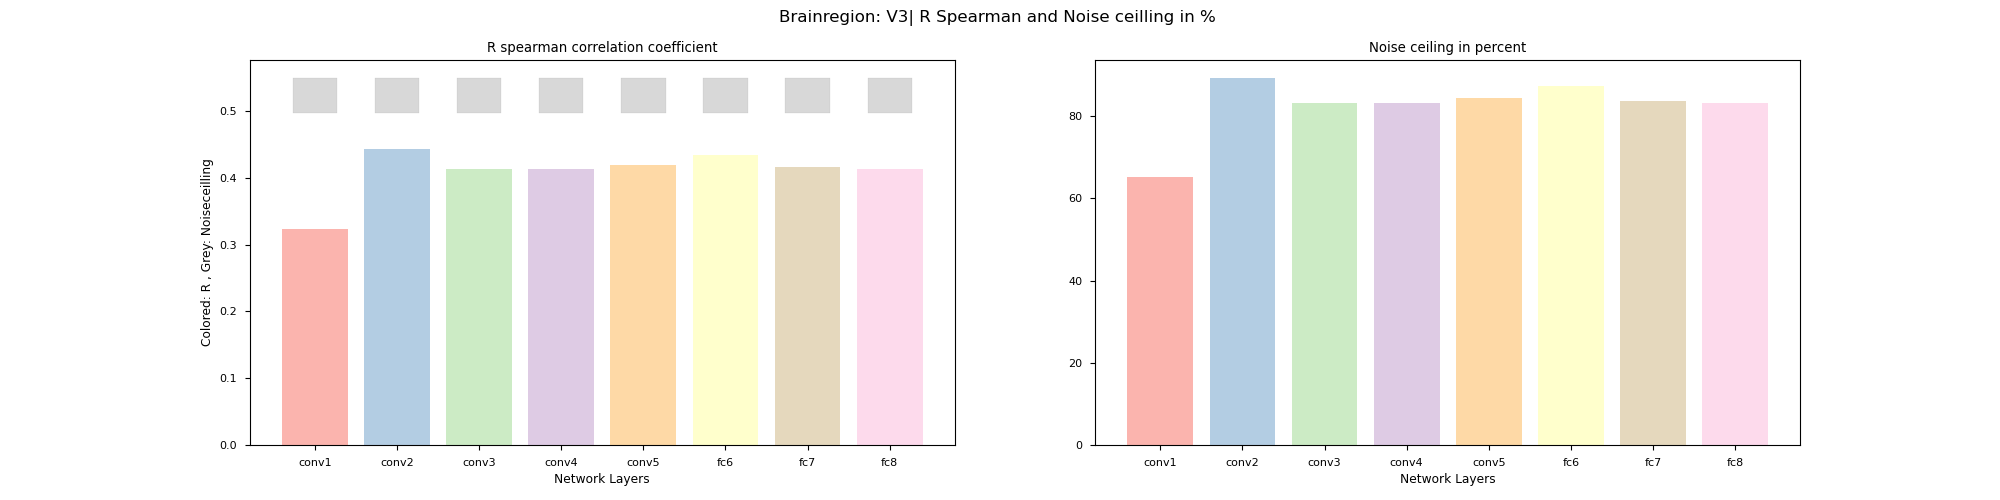 Brainregion: V3| R Spearman and Noise ceilling in %
R spearman correlation coefficient
Colored: R , Grey: Noiseceilling
0.5
0.4
0.3
0.2
0.1
0.0
conv1 conv2 conv3 conv4 conv5 fc6 fc7 fc8
Network Layers
Noise ceiling in percent
80
60
40
20
0
conv1 conv2 conv3 conv4 conv5 fc6 fc7 fc8
Network Layers